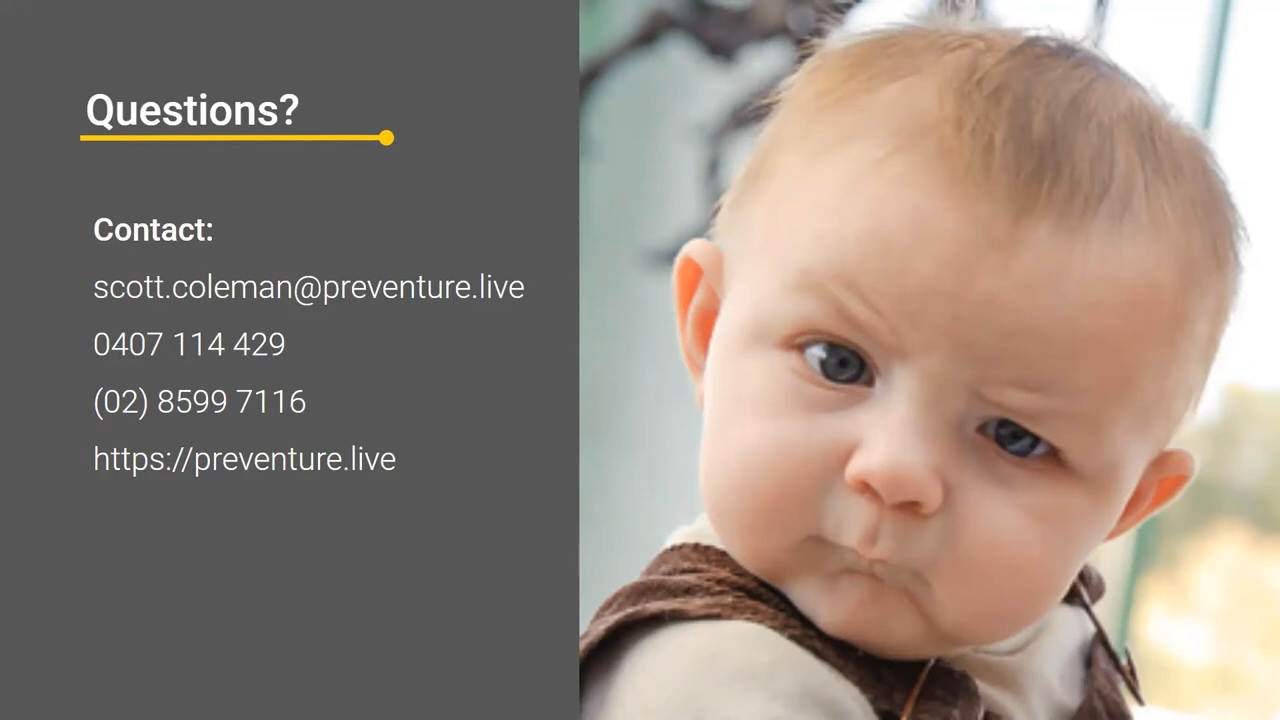 Questions?
Contact:
scott.coleman@preventure.live
0407 114 429
(02) 8599 7116
https://preventure.live